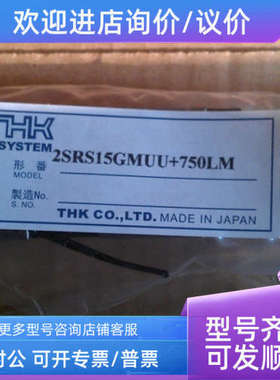 欢迎进店咨询/议价
THK
SYSTEM
形番
MODEL
2SRS15GMUU+750LM
製造No.
S. NO.
THK CO.,LTD. MADE IN JAPAN
更多型号咨询店铺客服
型号齐
对公 可开专票/普票
可发顺